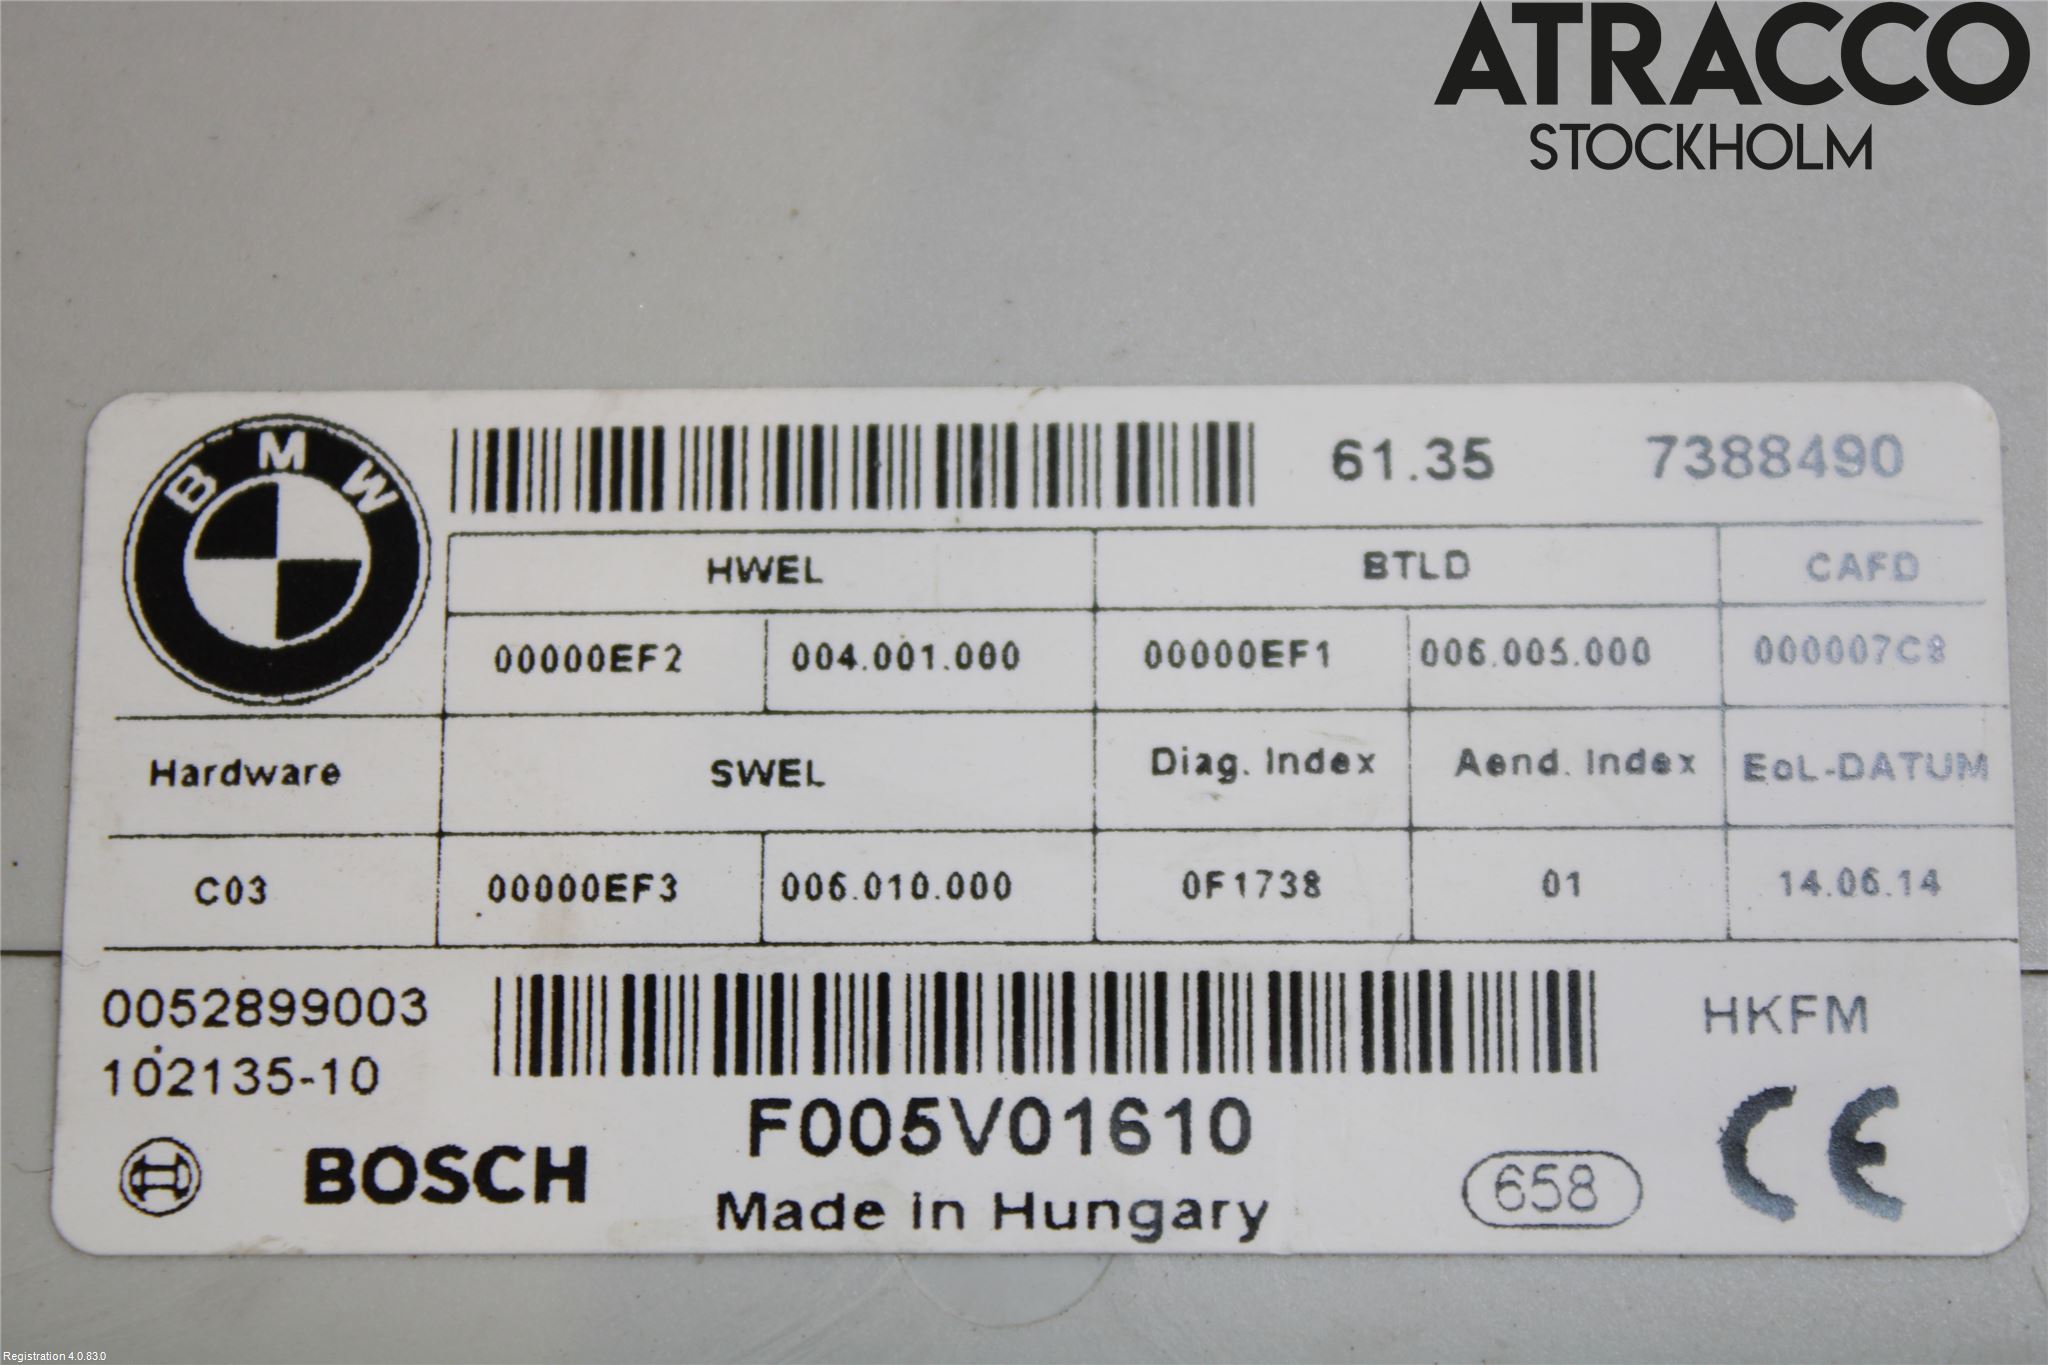 ATRACCO
STOCKHOLM
BMW
61.35 7388490
HWEL BTLD CAFD
00000EF2 004.001.000 00000EF1 006.005.000 000007C8
Hardware SWEL Diag. Index Aend. Index EoL-DATUM
C03 00000EF3 006.010.000 0F1738 01 14.06.14
0052899003 HKFM
102135-10
F005V01610 CE
BOSCH 658
Made in Hungary
Registration 4.0.83.0